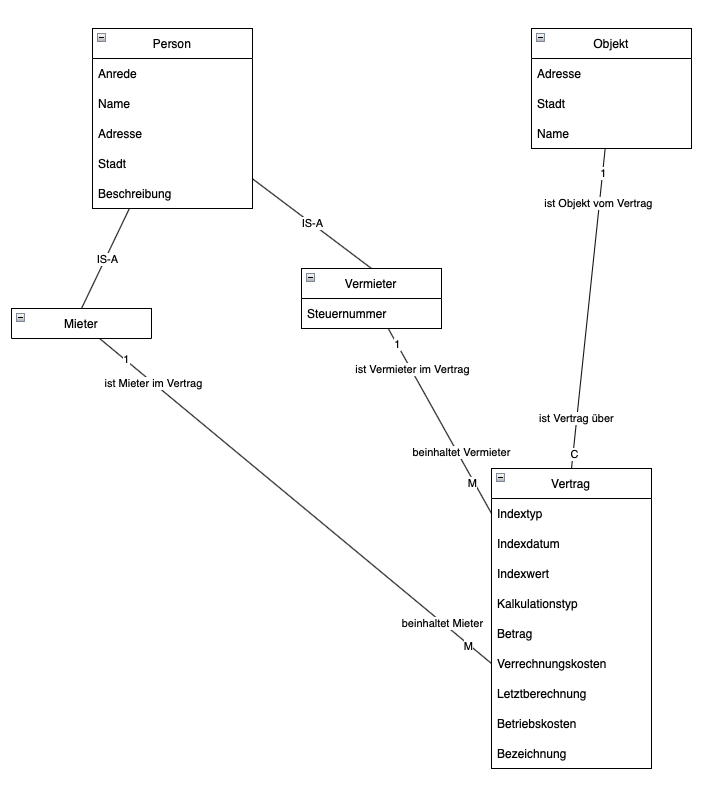 Person
Anrede
Name
Adresse
Stadt
Beschreibung
Objekt
Adresse
Stadt
Name
1
ist Objekt vom Vertrag
IS-A
IS-A
Mieter
Vermieter
Steuernummer
1
ist Mieter im Vertrag
1
ist Vermieter im Vertrag
ist Vertrag über
C
beinhaltet Vermieter
M
Vertrag
Indextyp
Indexdatum
Indexwert
Kalkulationstyp
Betrag
Verrechnungskosten
Letztberechnung
Betriebskosten
Bezeichnung
beinhaltet Mieter
M